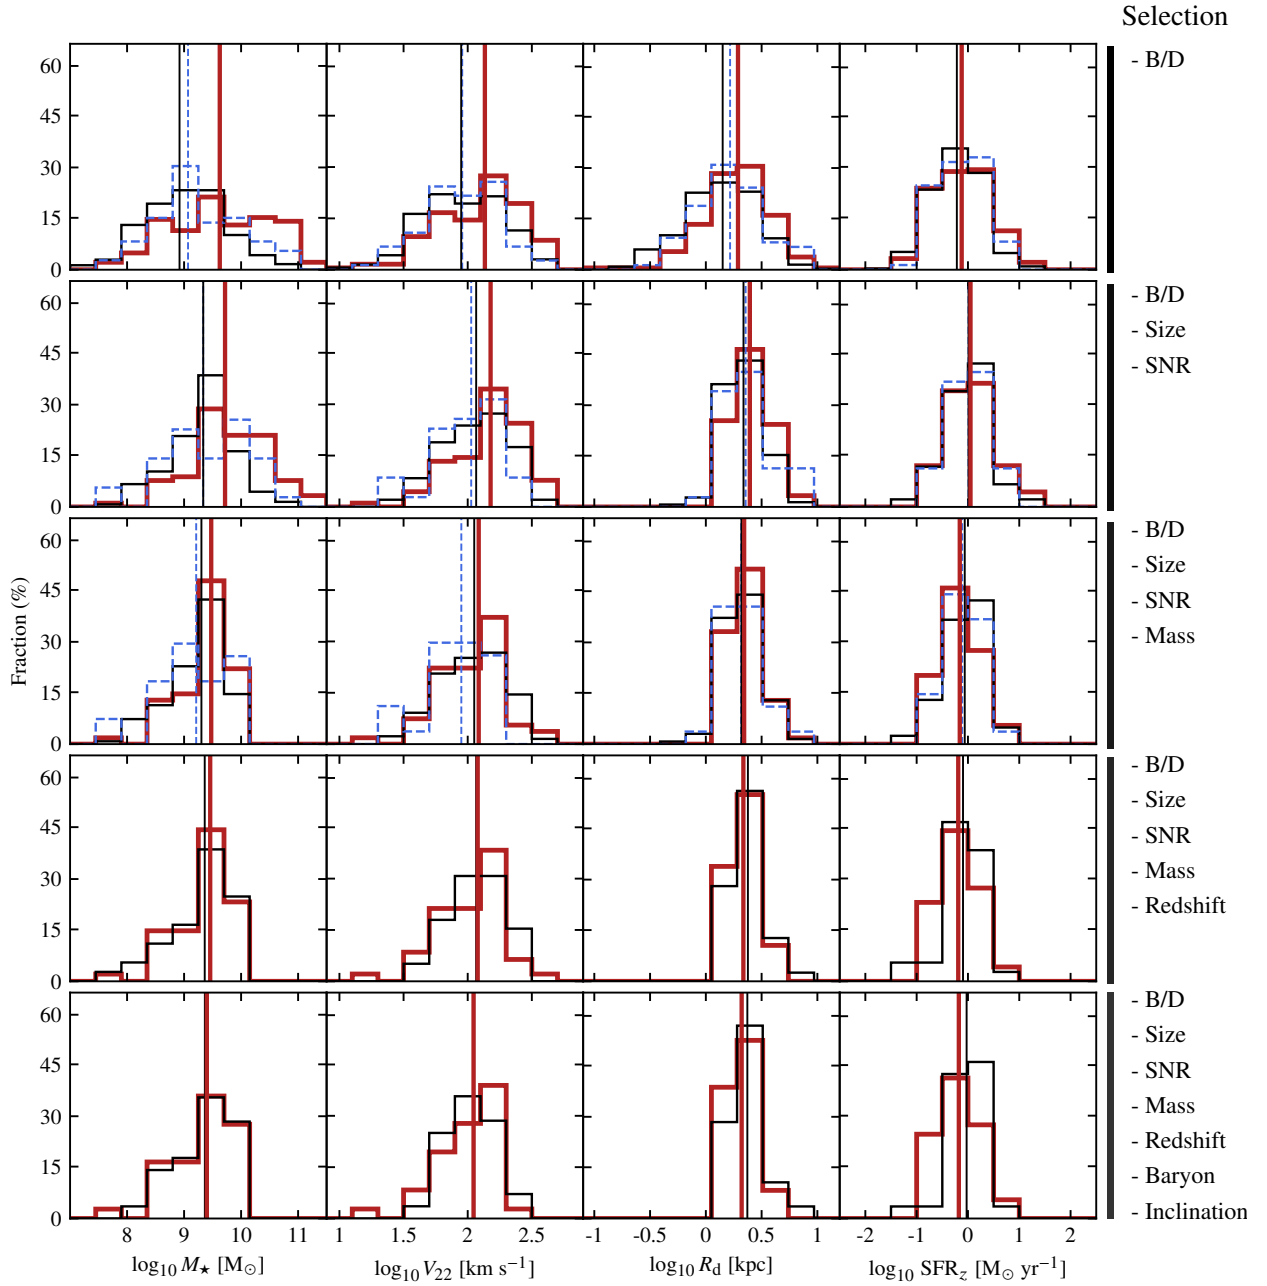 Selection
60
45
30
15
0
- B/D
60
45
30
15
0
- B/D
- Size
- SNR
Fraction (%)
60
45
30
15
0
- B/D
- Size
- SNR
- Mass
60
45
30
15
0
- B/D
- Size
- SNR
- Mass
- Redshift
60
45
30
15
0
- B/D
- Size
- SNR
- Mass
- Redshift
- Baryon
- Inclination
8 9 10 11 1 1.5 2 2.5 -1 -0.5 0 0.5 1 -2 -1 0 1 2
log₁₀ M★ [M⊙] log₁₀ V₂₂ [km s⁻¹] log₁₀ R_d [kpc] log₁₀ SFR_z [M⊙ yr⁻¹]